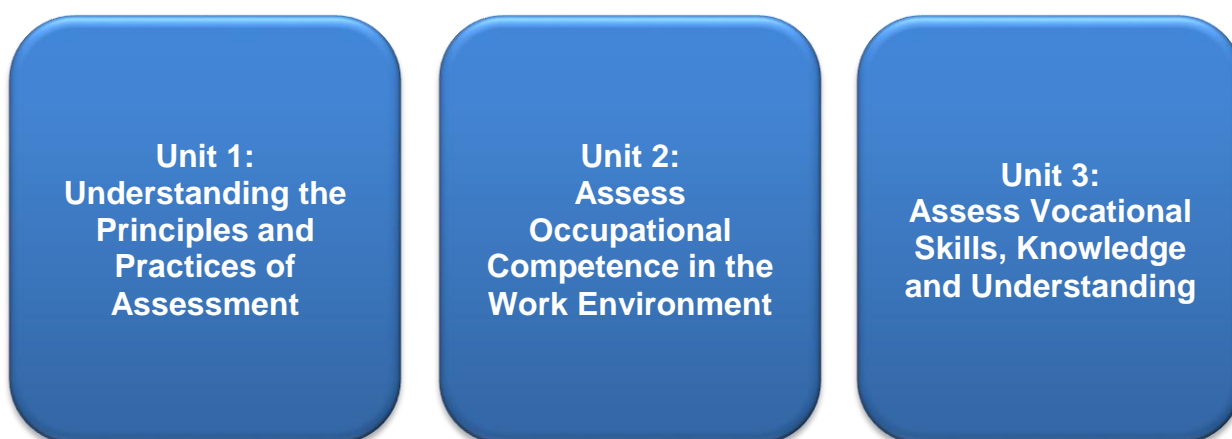 Unit 1:
Understanding the
Principles and
Practices of
Assessment
Unit 2:
Assess
Occupational
Competence in the
Work Environment
Unit 3:
Assess Vocational
Skills, Knowledge
and Understanding